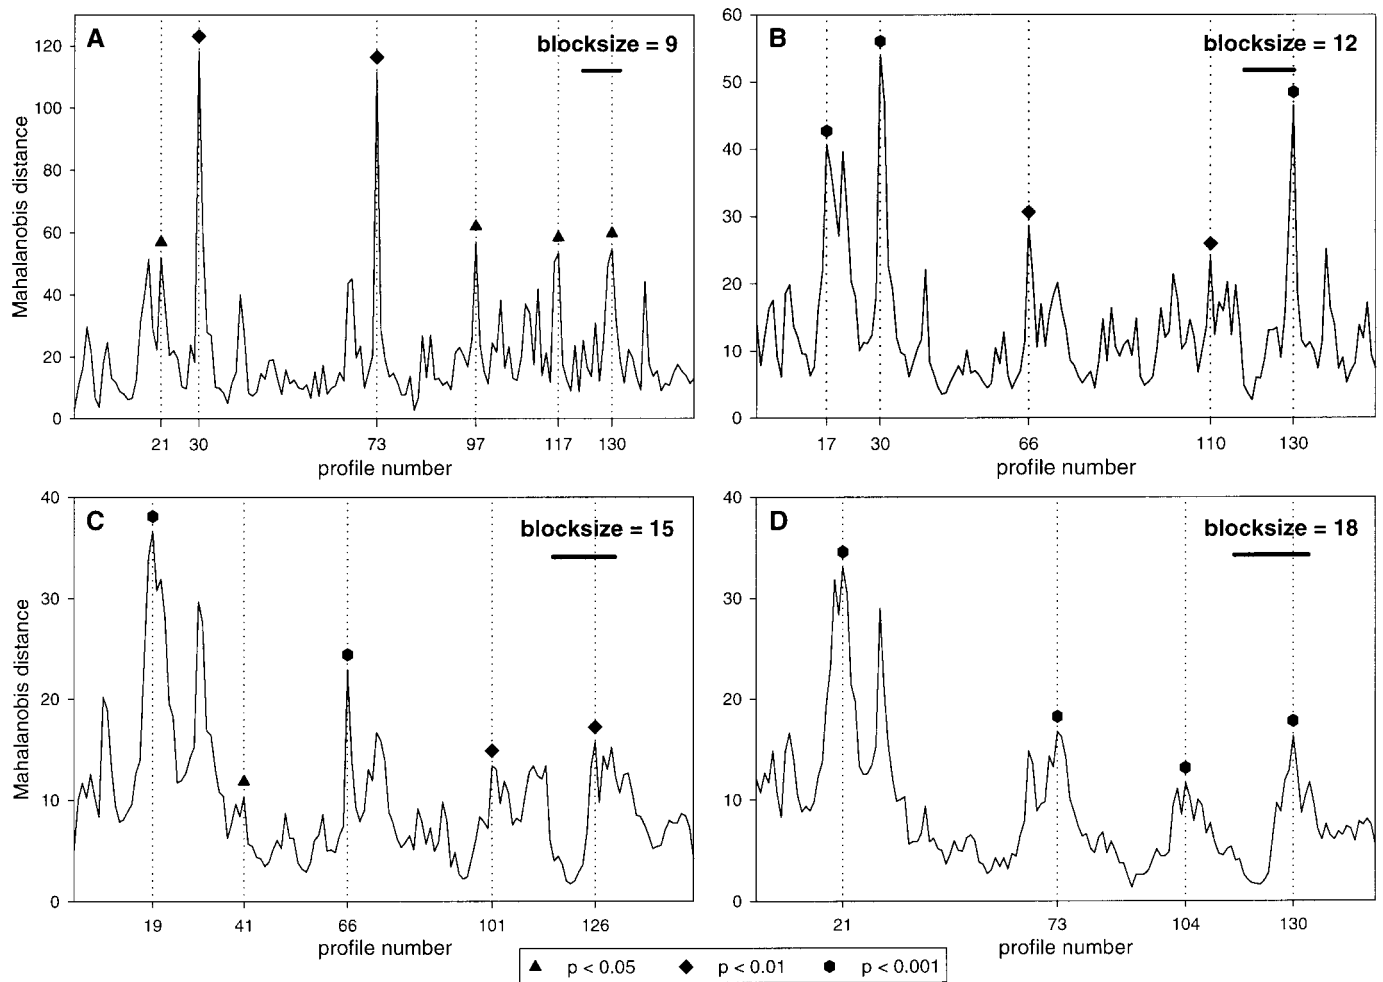 A
blocksize = 9
Mahalanobis distance
120
100
80
60
40
20
0
21 30 73 97 117 130
profile number
B
blocksize = 12
60
50
40
30
20
10
0
17 30 66 110 130
profile number
C
blocksize = 15
Mahalanobis distance
40
30
20
10
0
19 41 66 101 126
profile number
D
blocksize = 18
40
30
20
10
0
21 73 104 130
profile number
p < 0.05 p < 0.01 p < 0.001